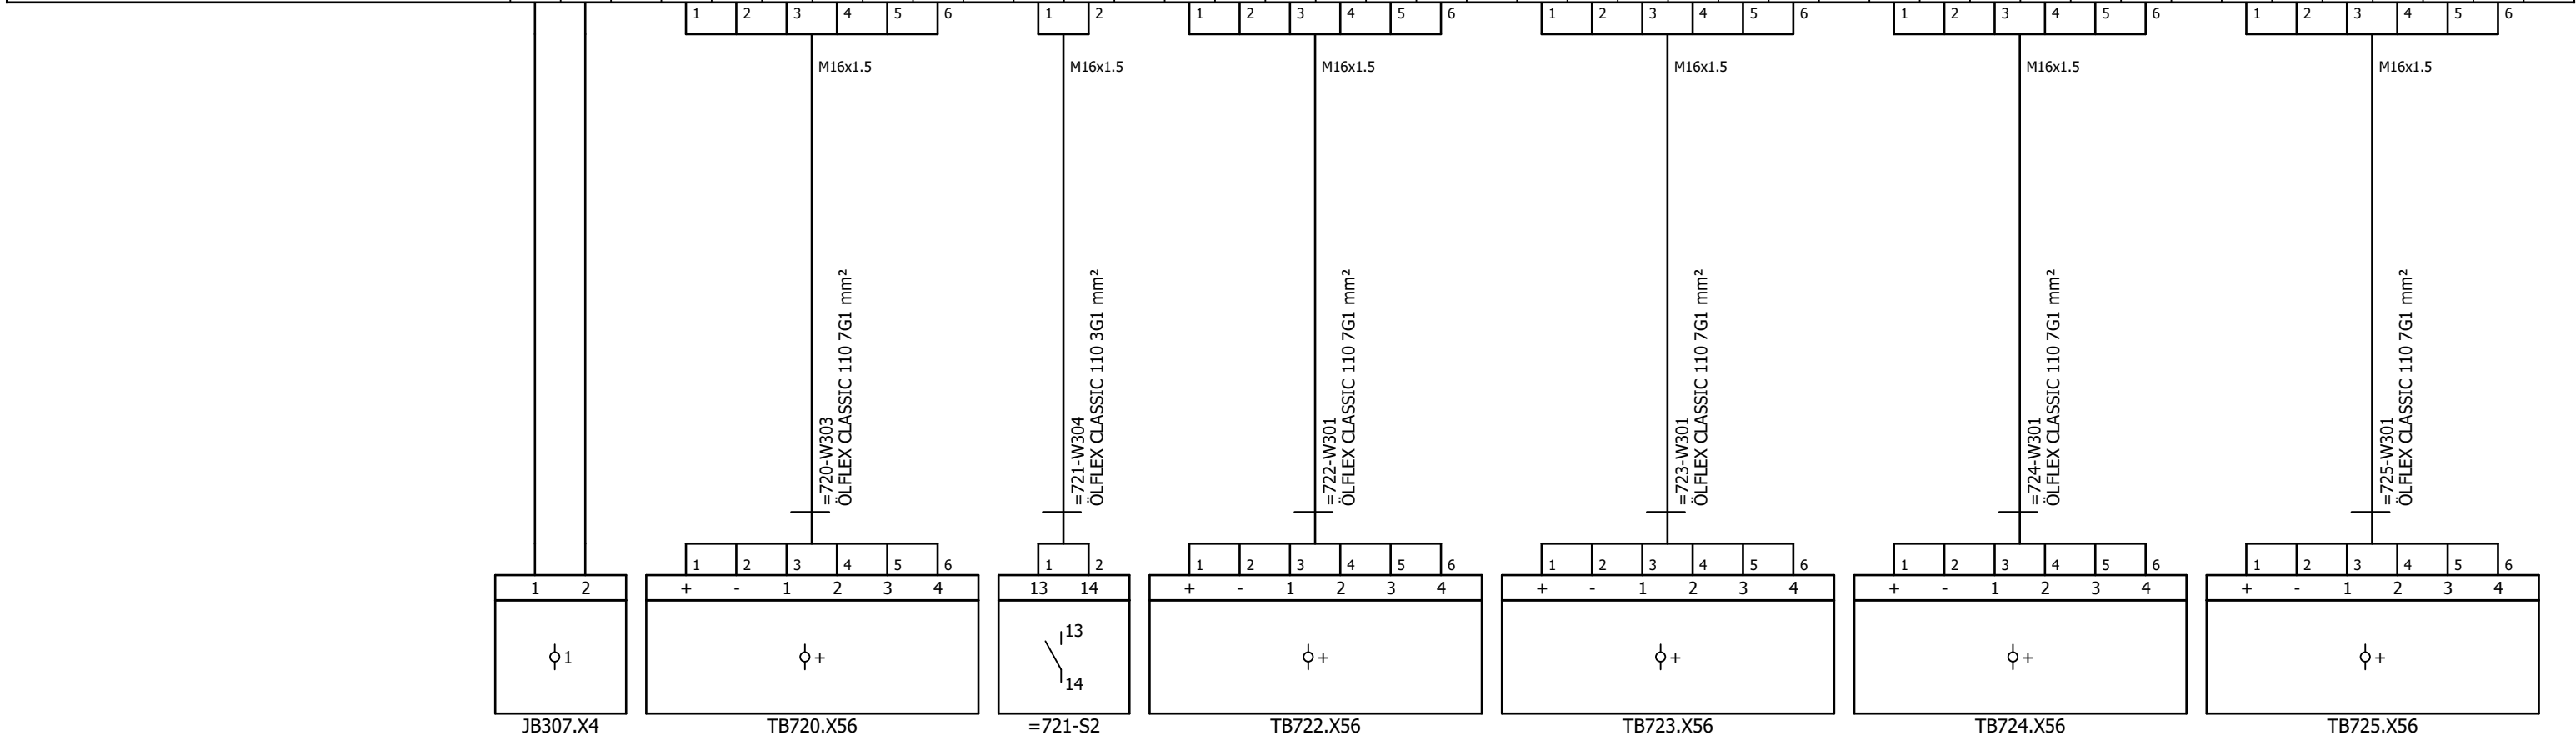 1 2 3 4 5 6 1 2 1 2 3 4 5 6 1 2 3 4 5 6 1 2 3 4 5 6 1 2 3 4 5 6
M16x1.5 M16x1.5 M16x1.5 M16x1.5 M16x1.5 M16x1.5
=720-W303
ÖLFLEX CLASSIC 110 7G1 mm²
=721-W304
ÖLFLEX CLASSIC 110 3G1 mm²
=722-W301
ÖLFLEX CLASSIC 110 7G1 mm²
=723-W301
ÖLFLEX CLASSIC 110 7G1 mm²
=724-W301
ÖLFLEX CLASSIC 110 7G1 mm²
=725-W301
ÖLFLEX CLASSIC 110 7G1 mm²
1 2 3 4 5 6 1 2 1 2 3 4 5 6 1 2 3 4 5 6 1 2 3 4 5 6 1 2 3 4 5 6
1 2 + - 1 2 3 4 13 14 + - 1 2 3 4 + - 1 2 3 4 + - 1 2 3 4 + - 1 2 3 4
13
1 + + + + +
14
JB307.X4 TB720.X56 =721-S2 TB722.X56 TB723.X56 TB724.X56 TB725.X56